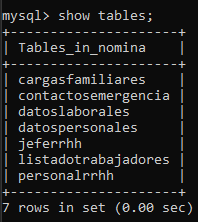 mysql> show tables;
+---------------------+
| Tables_in_nomina    |
+---------------------+
| cargasfamiliares    |
| contactosemergencia |
| datoslaborales      |
| datospersonales     |
| jeferrhh            |
| listadotrabajadores |
| personalrrhh        |
+---------------------+
7 rows in set (0.00 sec)